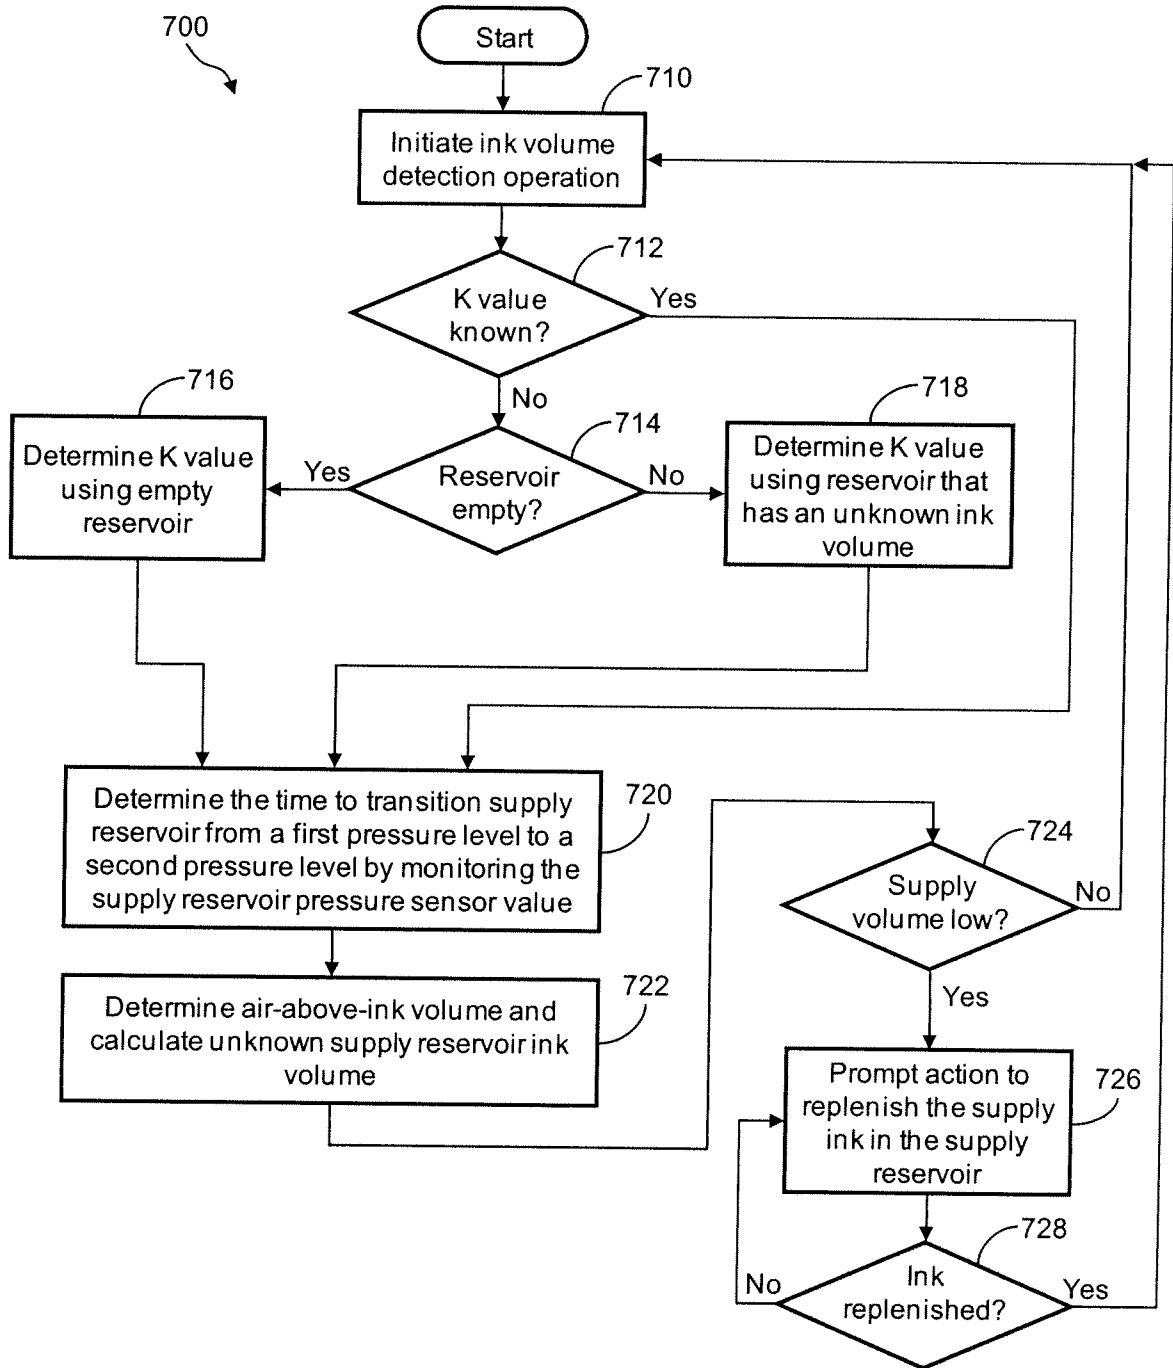 700
Start
710
Initiate ink volume
detection operation
712
K value
known?
Yes
No
716
Determine K value
using empty
reservoir
714
Yes
Reservoir
empty?
No
718
Determine K value
using reservoir that
has an unknown ink
volume
720
Determine the time to transition supply
reservoir from a first pressure level to a
second pressure level by monitoring the
supply reservoir pressure sensor value
722
Determine air-above-ink volume and
calculate unknown supply reservoir ink
volume
724
Supply
volume low?
No
Yes
726
Prompt action to
replenish the supply
ink in the supply
reservoir
728
No
Ink
replenished?
Yes